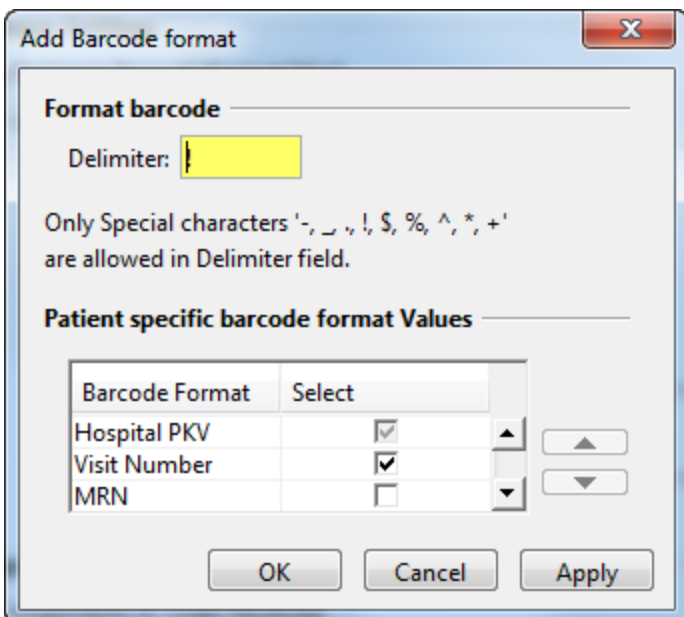 Add Barcode format
Format barcode
Delimiter: !
Only Special characters '-, _, ., !, $, %, ^, *, +'
are allowed in Delimiter field.
Patient specific barcode format Values
Barcode Format Select
Hospital PKV
Visit Number
MRN
OK Cancel Apply